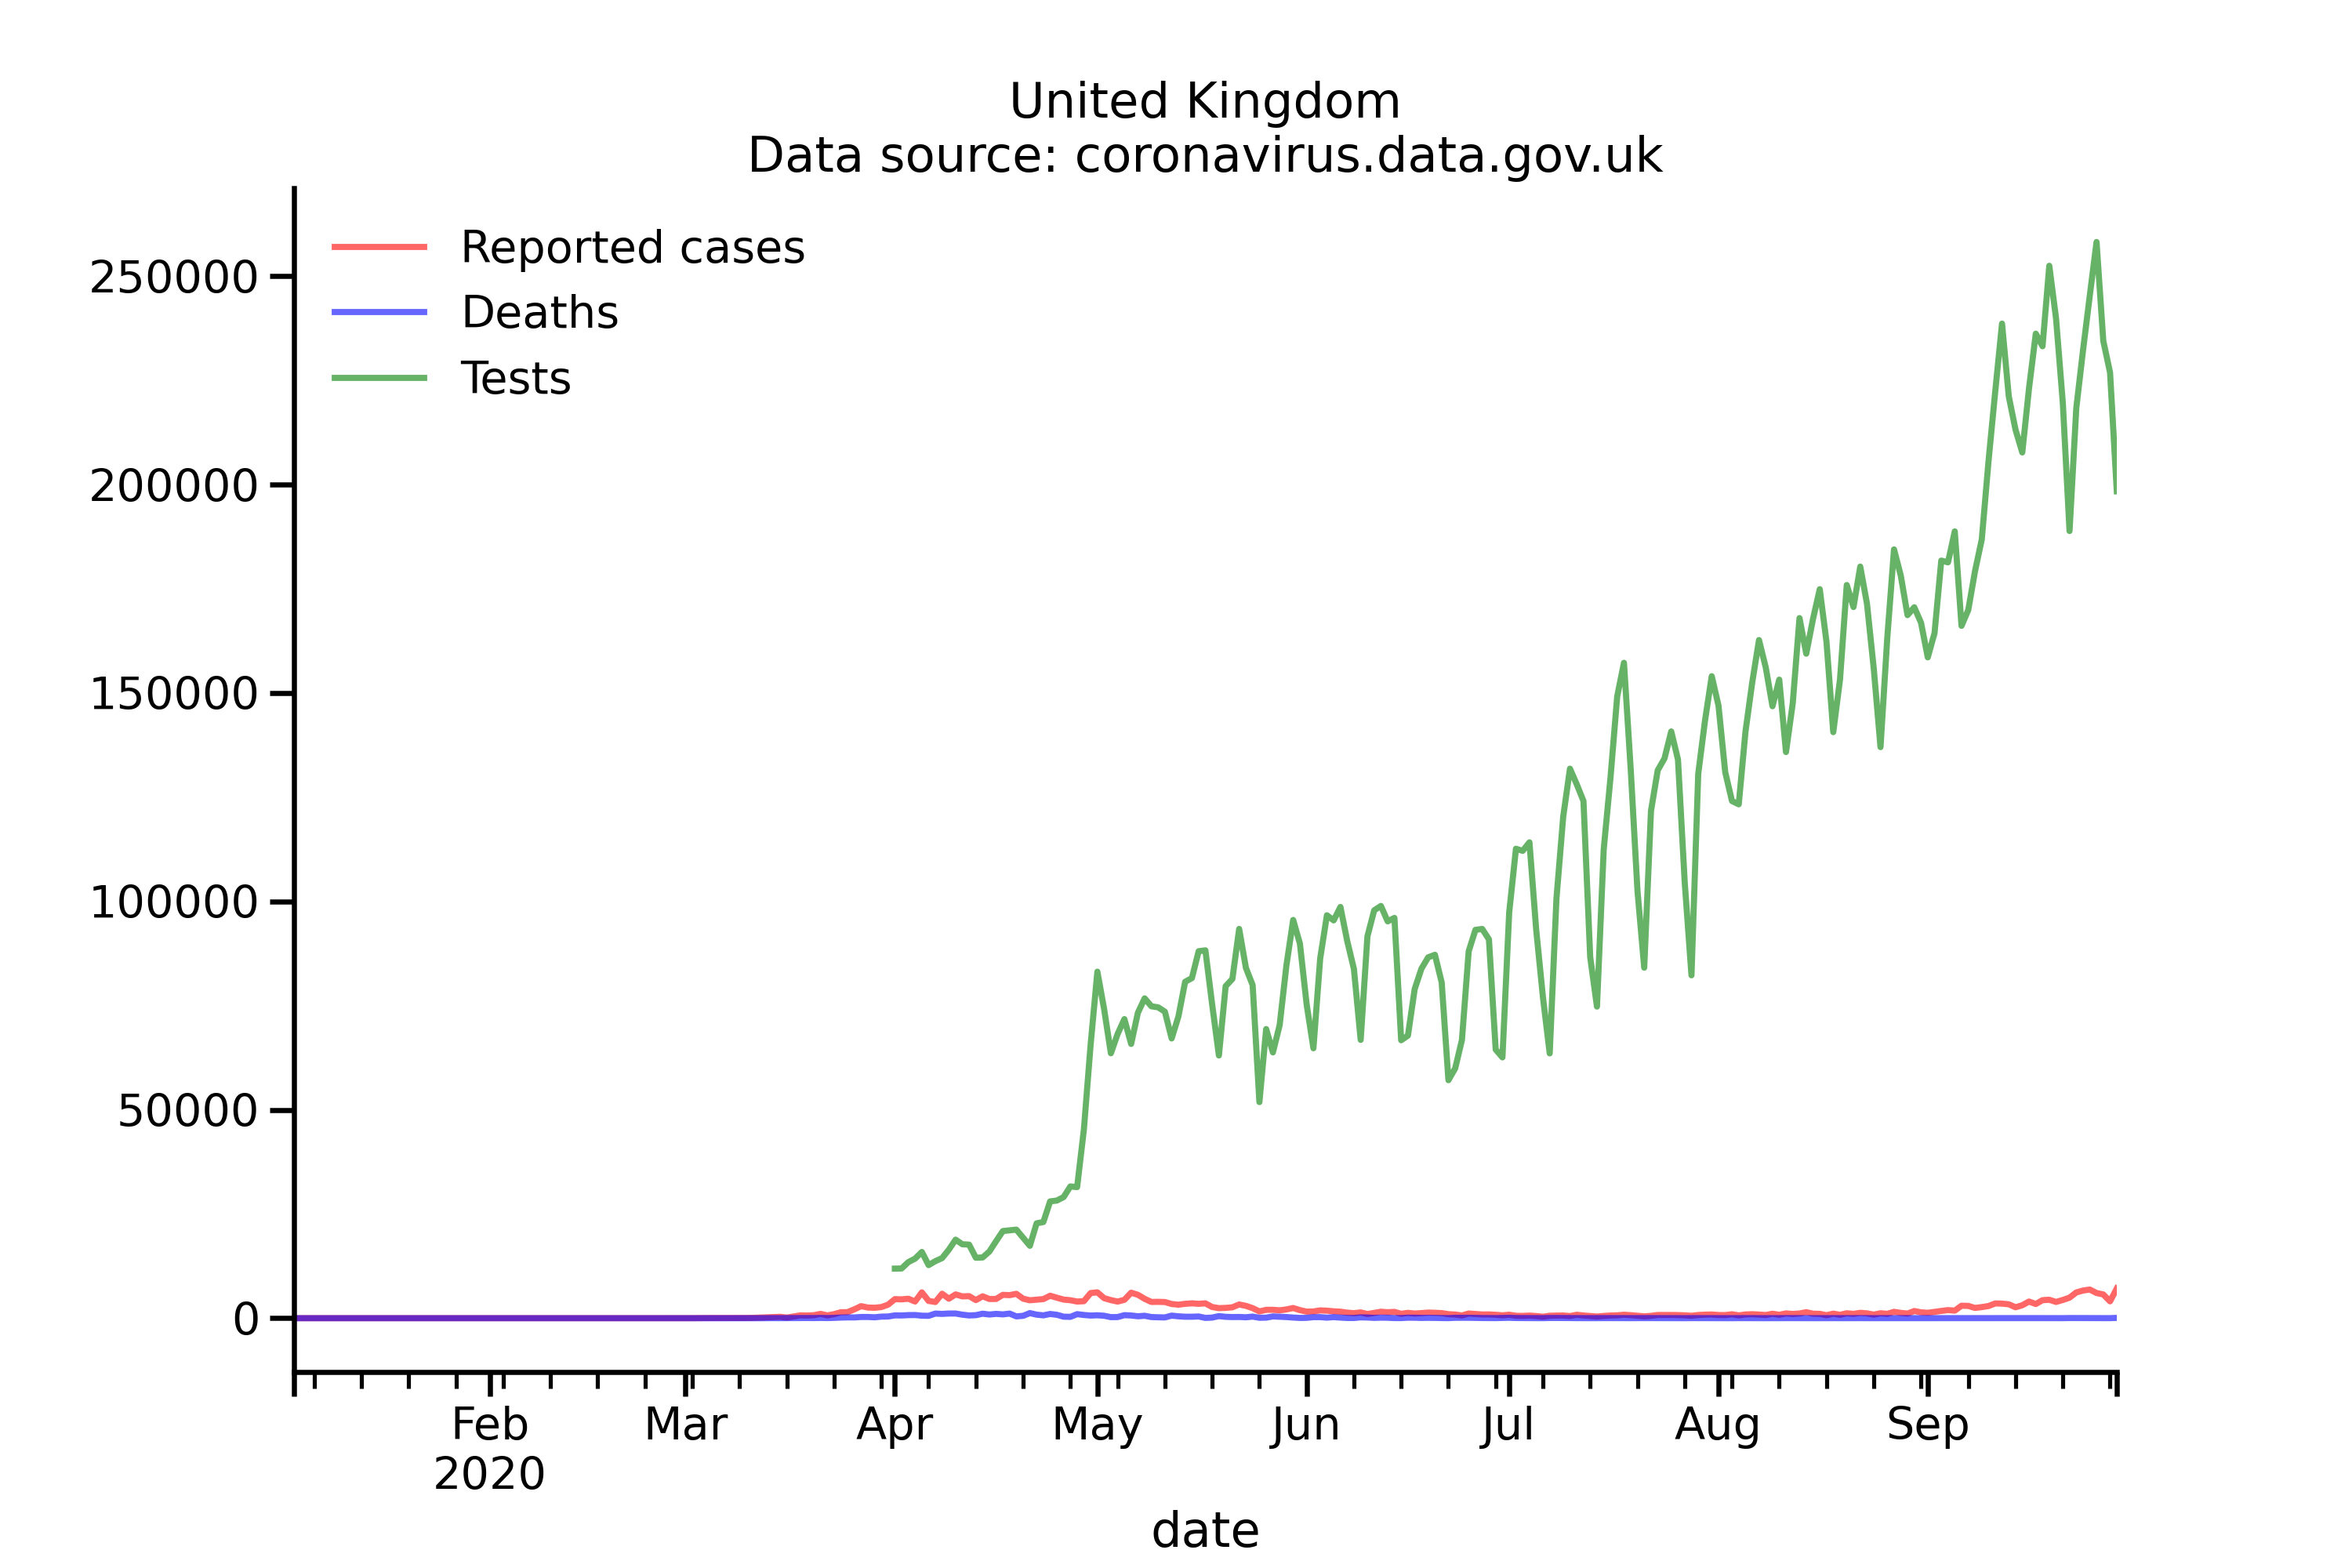 United Kingdom
Data source: coronavirus.data.gov.uk
Reported cases
Deaths
Tests
250000
200000
150000
100000
50000
0
Feb Mar Apr May Jun Jul Aug Sep
2020
date